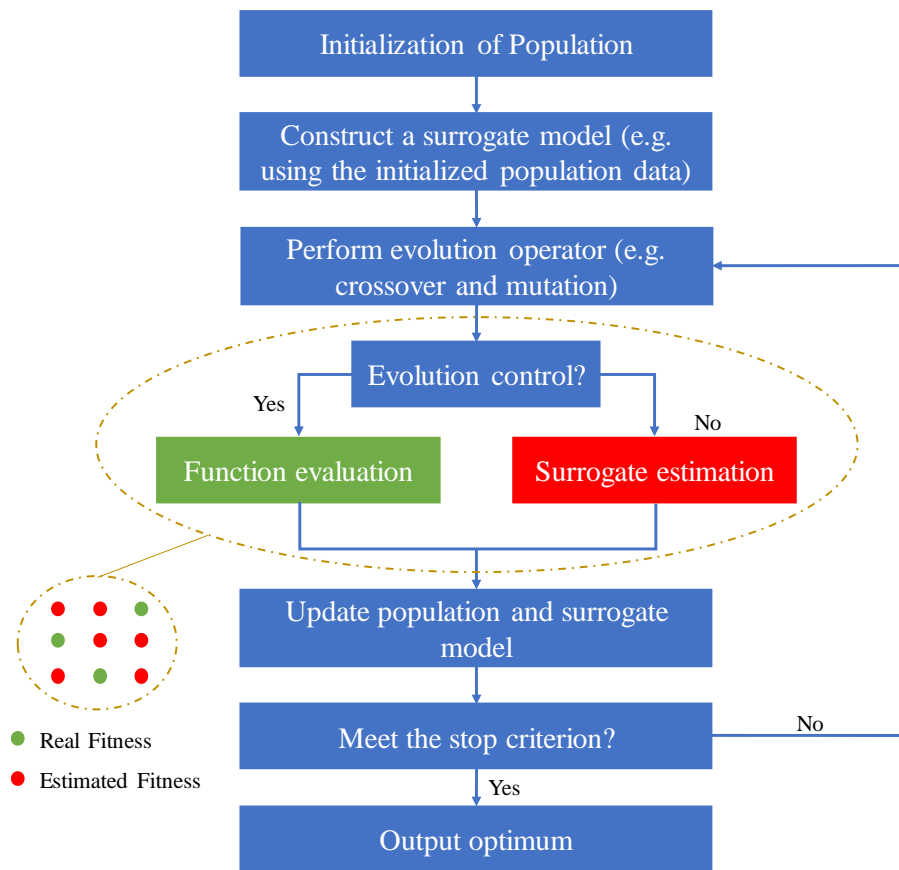 Initialization of Population
Construct a surrogate model (e.g.
using the initialized population data)
Perform evolution operator (e.g.
crossover and mutation)
Evolution control?
Yes
No
Function evaluation
Surrogate estimation
Update population and surrogate
model
Real Fitness
Estimated Fitness
Meet the stop criterion?
No
Yes
Output optimum